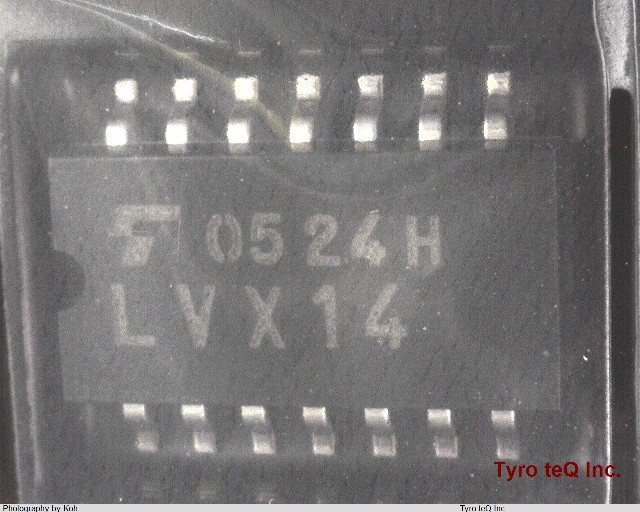 0524H
LVX14
Tyro teQ Inc.
Photography by Koh
Tyro teQ Inc